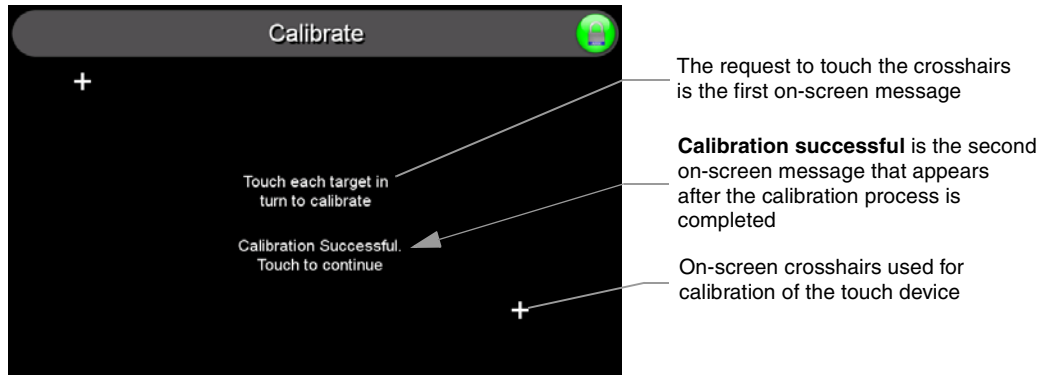 Calibrate
Touch each target in
turn to calibrate
Calibration Successful.
Touch to continue
The request to touch the crosshairs
is the first on-screen message
Calibration successful is the second
on-screen message that appears
after the calibration process is
completed
On-screen crosshairs used for
calibration of the touch device